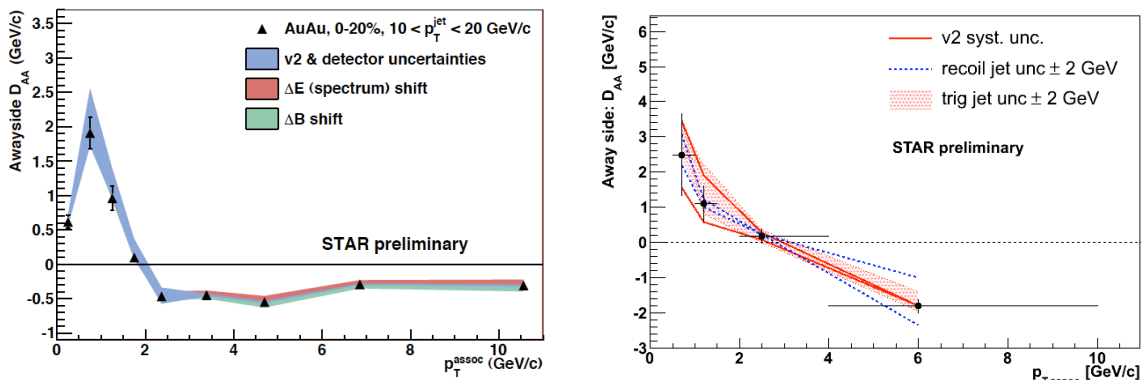 Awayside D_AA (GeV/c)
3.5
3
2.5
2
1.5
1
0.5
0
-0.5
-1
AuAu, 0-20%, 10 < p_T^jet < 20 GeV/c
v2 & detector uncertainties
ΔE (spectrum) shift
ΔB shift
STAR preliminary
0 2 4 6 8 10
p_T^assoc (GeV/c)
Away side: D_AA [GeV/c]
6
5
4
3
2
1
0
-1
-2
-3
v2 syst. unc.
recoil jet unc ± 2 GeV
trig jet unc ± 2 GeV
STAR preliminary
0 2 4 6 8 10
p_T [GeV/c]